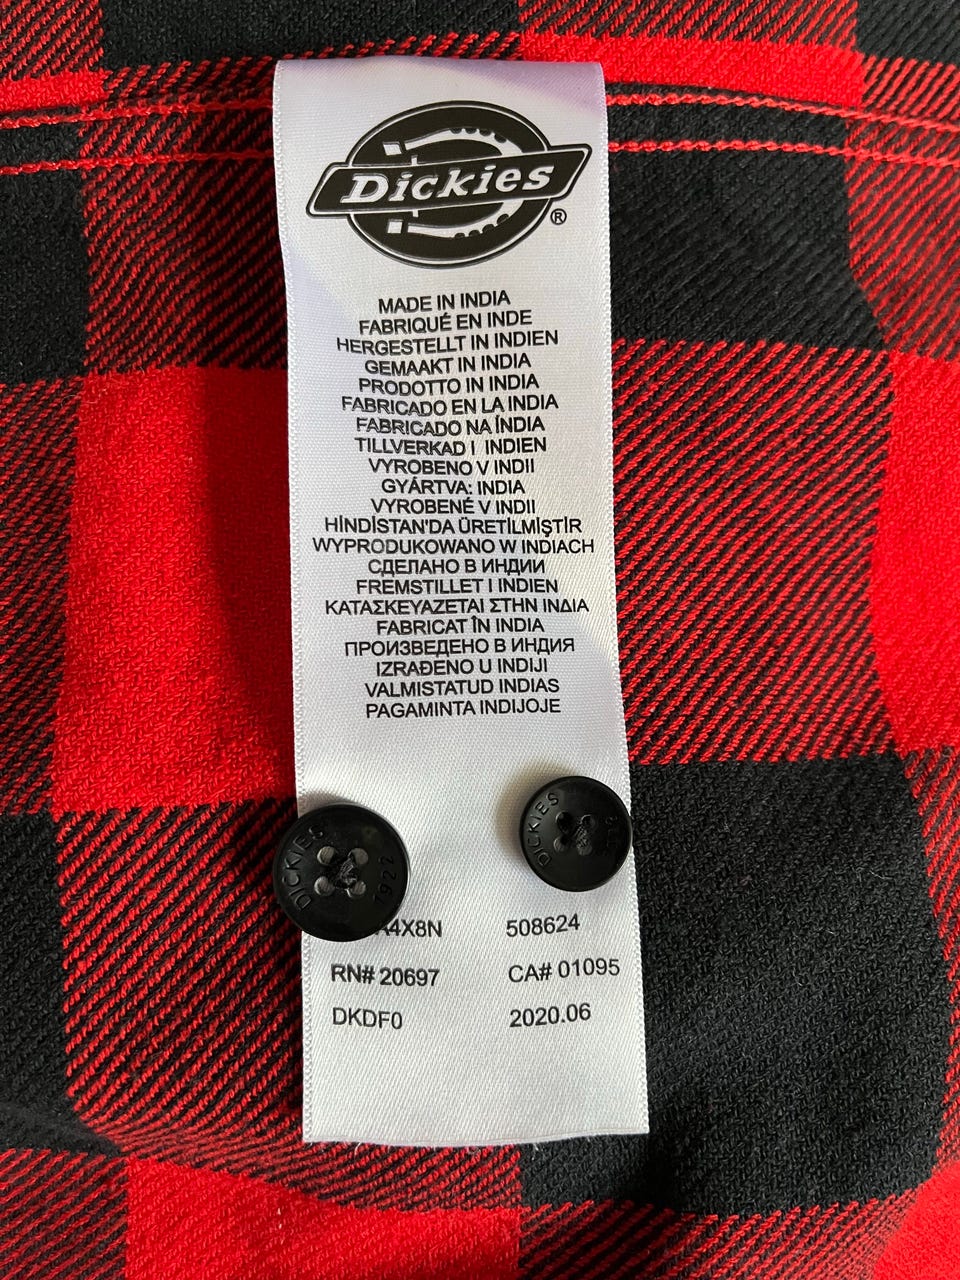 Dickies
®
MADE IN INDIA
FABRIQUÉ EN INDE
HERGESTELLT IN INDIEN
GEMAAKT IN INDIA
PRODOTTO IN INDIA
FABRICADO EN LA INDIA
FABRICADO NA ÍNDIA
TILLVERKAD I INDIEN
VYROBENO V INDII
GYÁRTVA: INDIA
VYROBENÉ V INDII
HİNDİSTAN'DA ÜRETİLMİŞTİR
WYPRODUKOWANO W INDIACH
СДЕЛАНО В ИНДИИ
FREMSTILLET I INDIEN
ΚΑΤΑΣΚΕΥΑΖΕΤΑΙ ΣΤΗΝ ΙΝΔΙΑ
FABRICAT ÎN INDIA
ПРОИЗВЕДЕНО В ИНДИЯ
IZRAĐENO U INDIJI
VALMISTATUD INDIAS
PAGAMINTA INDIJOJE
DICKIES 1922
DICKIES
A4X8N 508624
RN# 20697 CA# 01095
DKDF0 2020.06